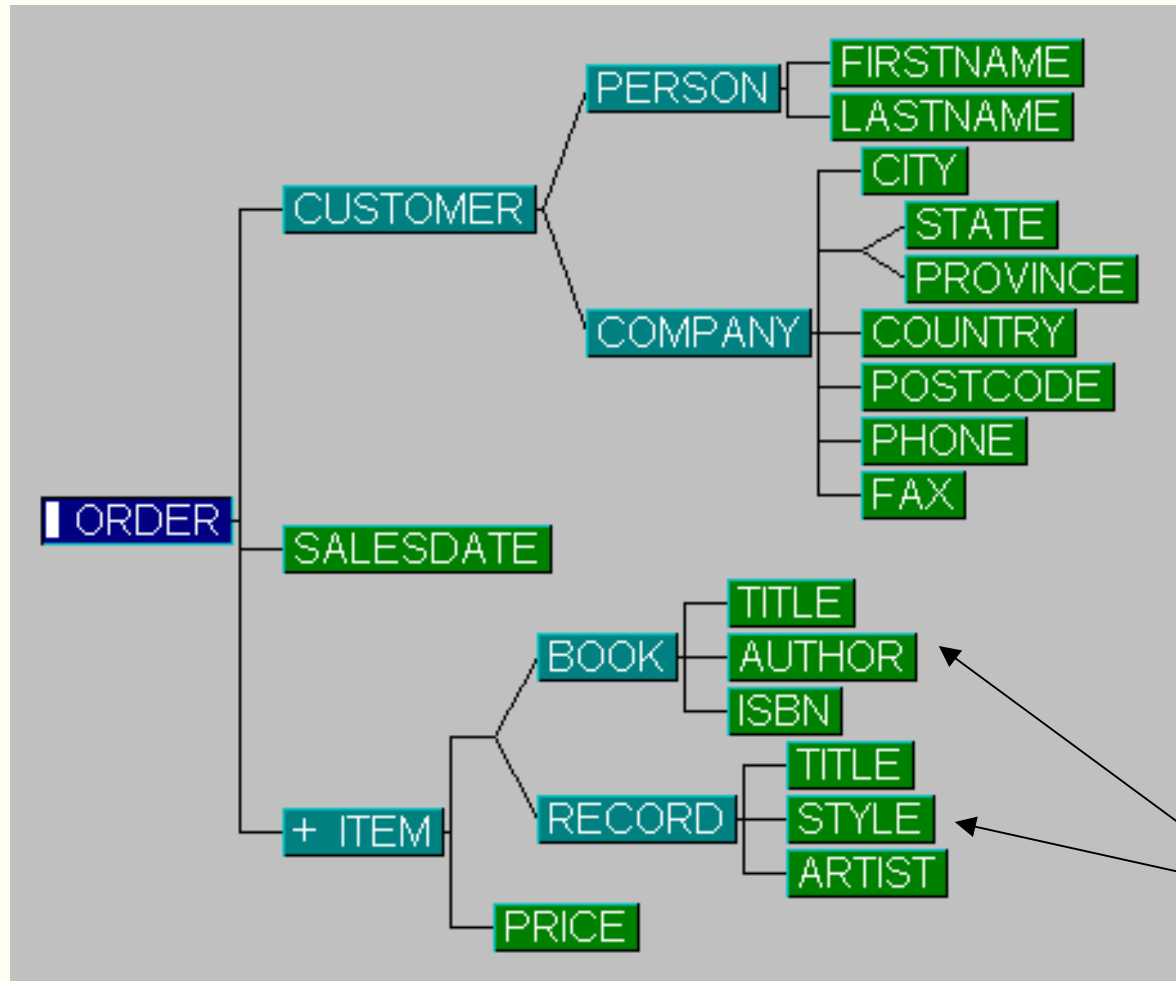 FIRSTNAME
PERSON
LASTNAME
CITY
CUSTOMER
STATE
PROVINCE
COMPANY
COUNTRY
POSTCODE
PHONE
FAX
ORDER
SALESDATE
TITLE
BOOK
AUTHOR
ISBN
TITLE
+ ITEM
RECORD
STYLE
ARTIST
PRICE